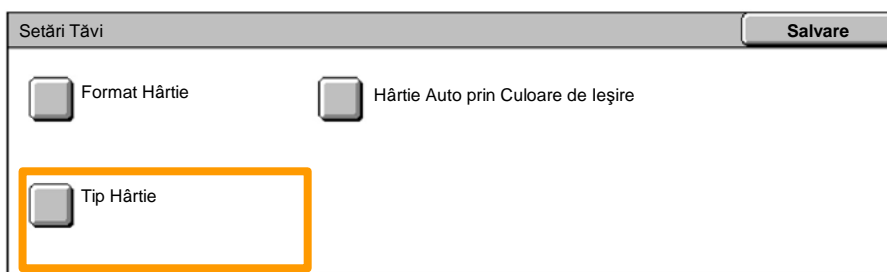 Setări Tăvi
Salvare
Format Hârtie
Hârtie Auto prin Culoare de Ieşire
Tip Hârtie